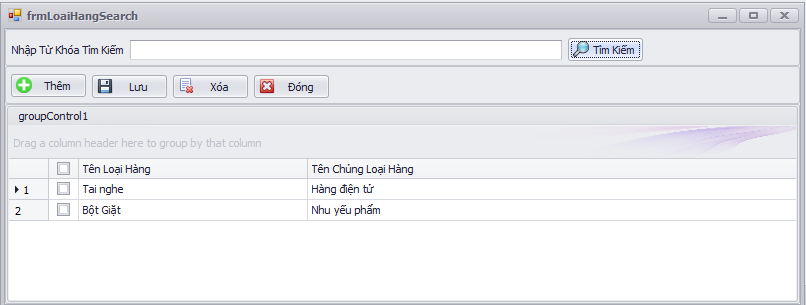 frmLoaiHangSearch
Nhập Từ Khóa Tìm Kiếm Tìm Kiếm
Thêm Lưu Xóa Đóng
groupControl1
Drag a column header here to group by that column
Tên Loại Hàng Tên Chủng Loại Hàng
1 Tai nghe Hàng điện tử
2 Bột Giặt Nhu yếu phẩm